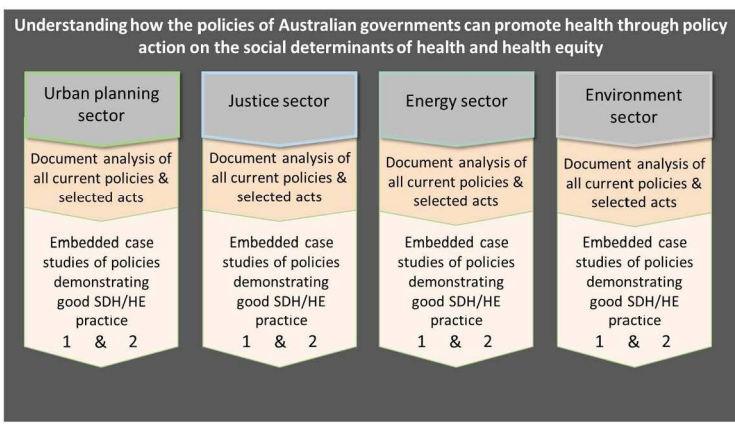 Understanding how the policies of Australian governments can promote health through policy
action on the social determinants of health and health equity
Urban planning
sector
Document analysis of
all current policies &
selected acts
Embedded case
studies of policies
demonstrating
good SDH/HE
practice
1 & 2
Justice sector
Document analysis of
all current policies &
selected acts
Embedded case
studies of policies
demonstrating
good SDH/HE
practice
1 & 2
Energy sector
Document analysis of
all current policies &
selected acts
Embedded case
studies of policies
demonstrating
good SDH/HE
practice
1 & 2
Environment
sector
Document analysis of
all current policies &
selected acts
Embedded case
studies of policies
demonstrating
good SDH/HE
practice
1 & 2